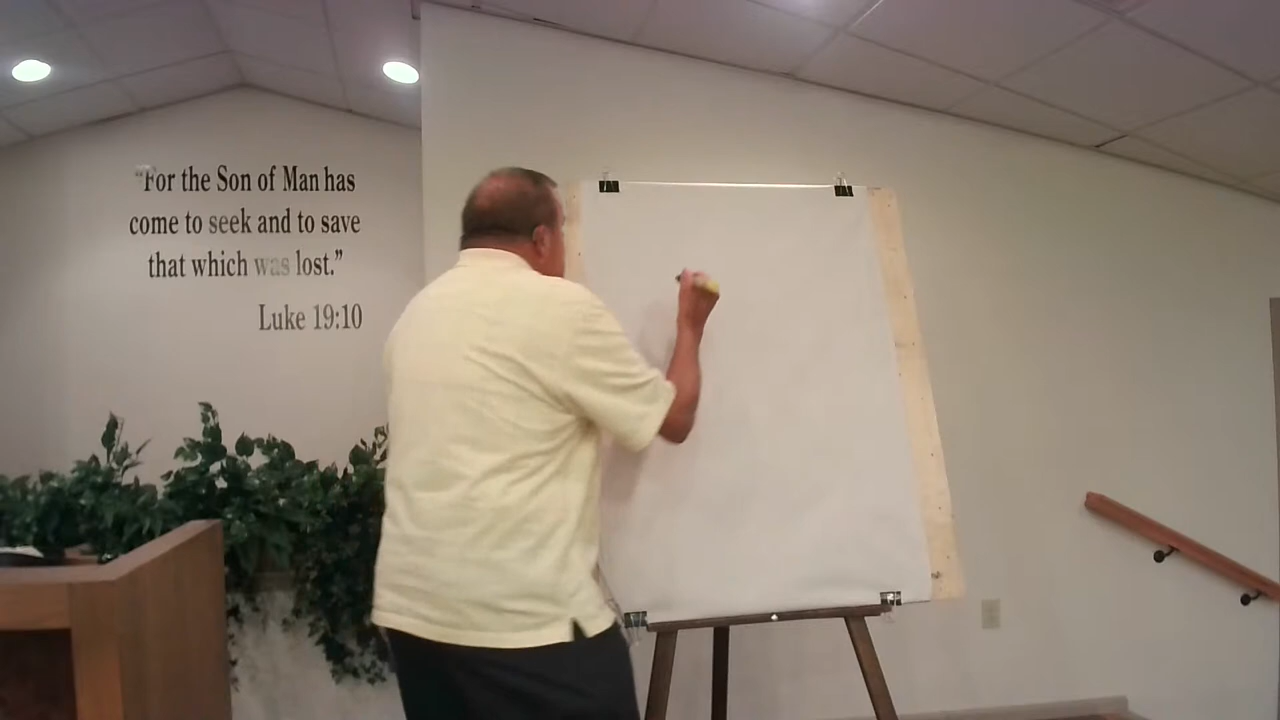 “For the Son of Man has
come to seek and to save
that which was lost.”
Luke 19:10